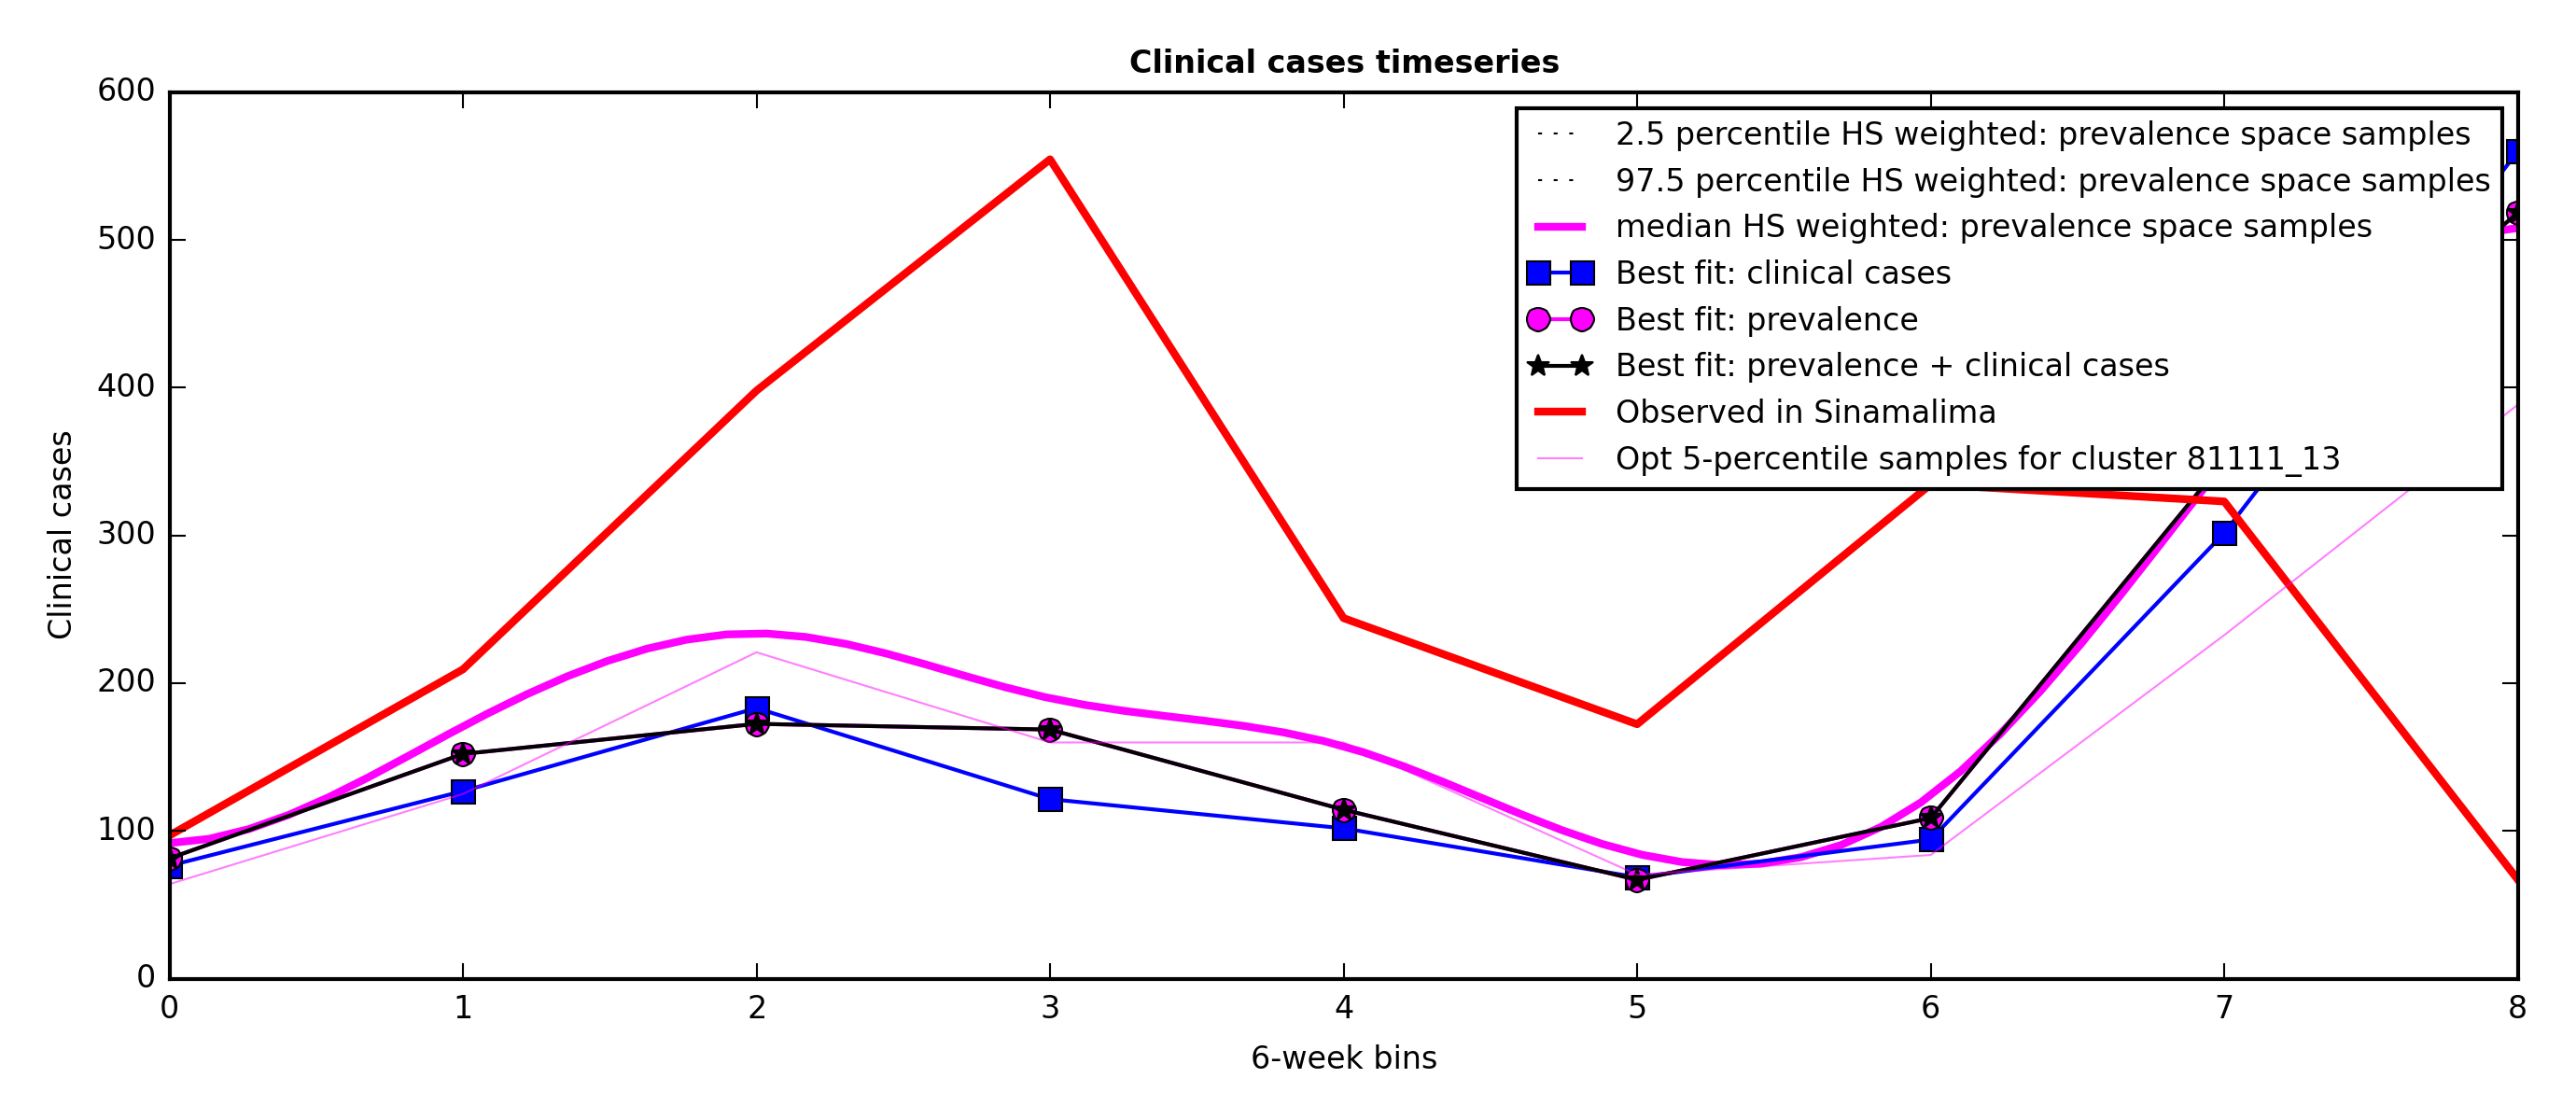 Clinical cases timeseries
600
500
400
300
200
100
0
Clinical cases
2.5 percentile HS weighted: prevalence space samples
97.5 percentile HS weighted: prevalence space samples
median HS weighted: prevalence space samples
Best fit: clinical cases
Best fit: prevalence
Best fit: prevalence + clinical cases
Observed in Sinamalima
Opt 5-percentile samples for cluster 81111_13
0 1 2 3 4 5 6 7 8
6-week bins